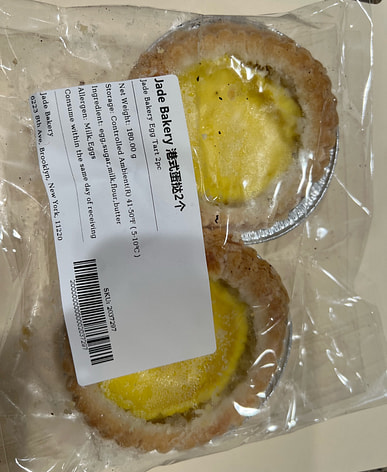 Jade Bakery 港式蛋挞2个
Jade Bakery Egg Tart 2pc
Net Weight: 180.00 g
Storage: Controlled Ambient(R) 41-50°F ( 5-10℃)
Ingredient: egg,sugar,milk,flour,butter
Allergen: Milk,Eggs
Consume within the same day of receiving
Jade Bakery
6223 8th Ave, Brooklyn, New York, 11220
SKU: 207297